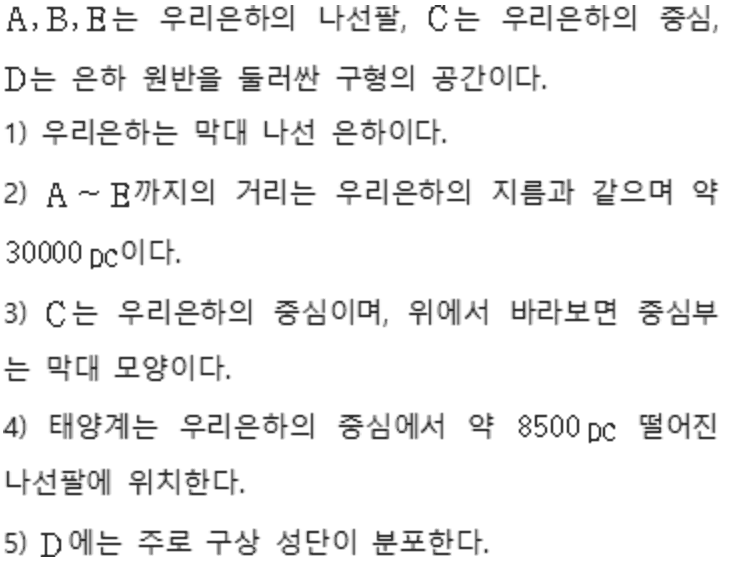 A, B, E는 우리은하의 나선팔, C는 우리은하의 중심,
D는 은하 원반을 둘러싼 구형의 공간이다.
1) 우리은하는 막대 나선 은하이다.
2) A ~ E까지의 거리는 우리은하의 지름과 같으며 약
30000 pc이다.
3) C는 우리은하의 중심이며, 위에서 바라보면 중심부
는 막대 모양이다.
4) 태양계는 우리은하의 중심에서 약 8500 pc 떨어진
나선팔에 위치한다.
5) D에는 주로 구상 성단이 분포한다.